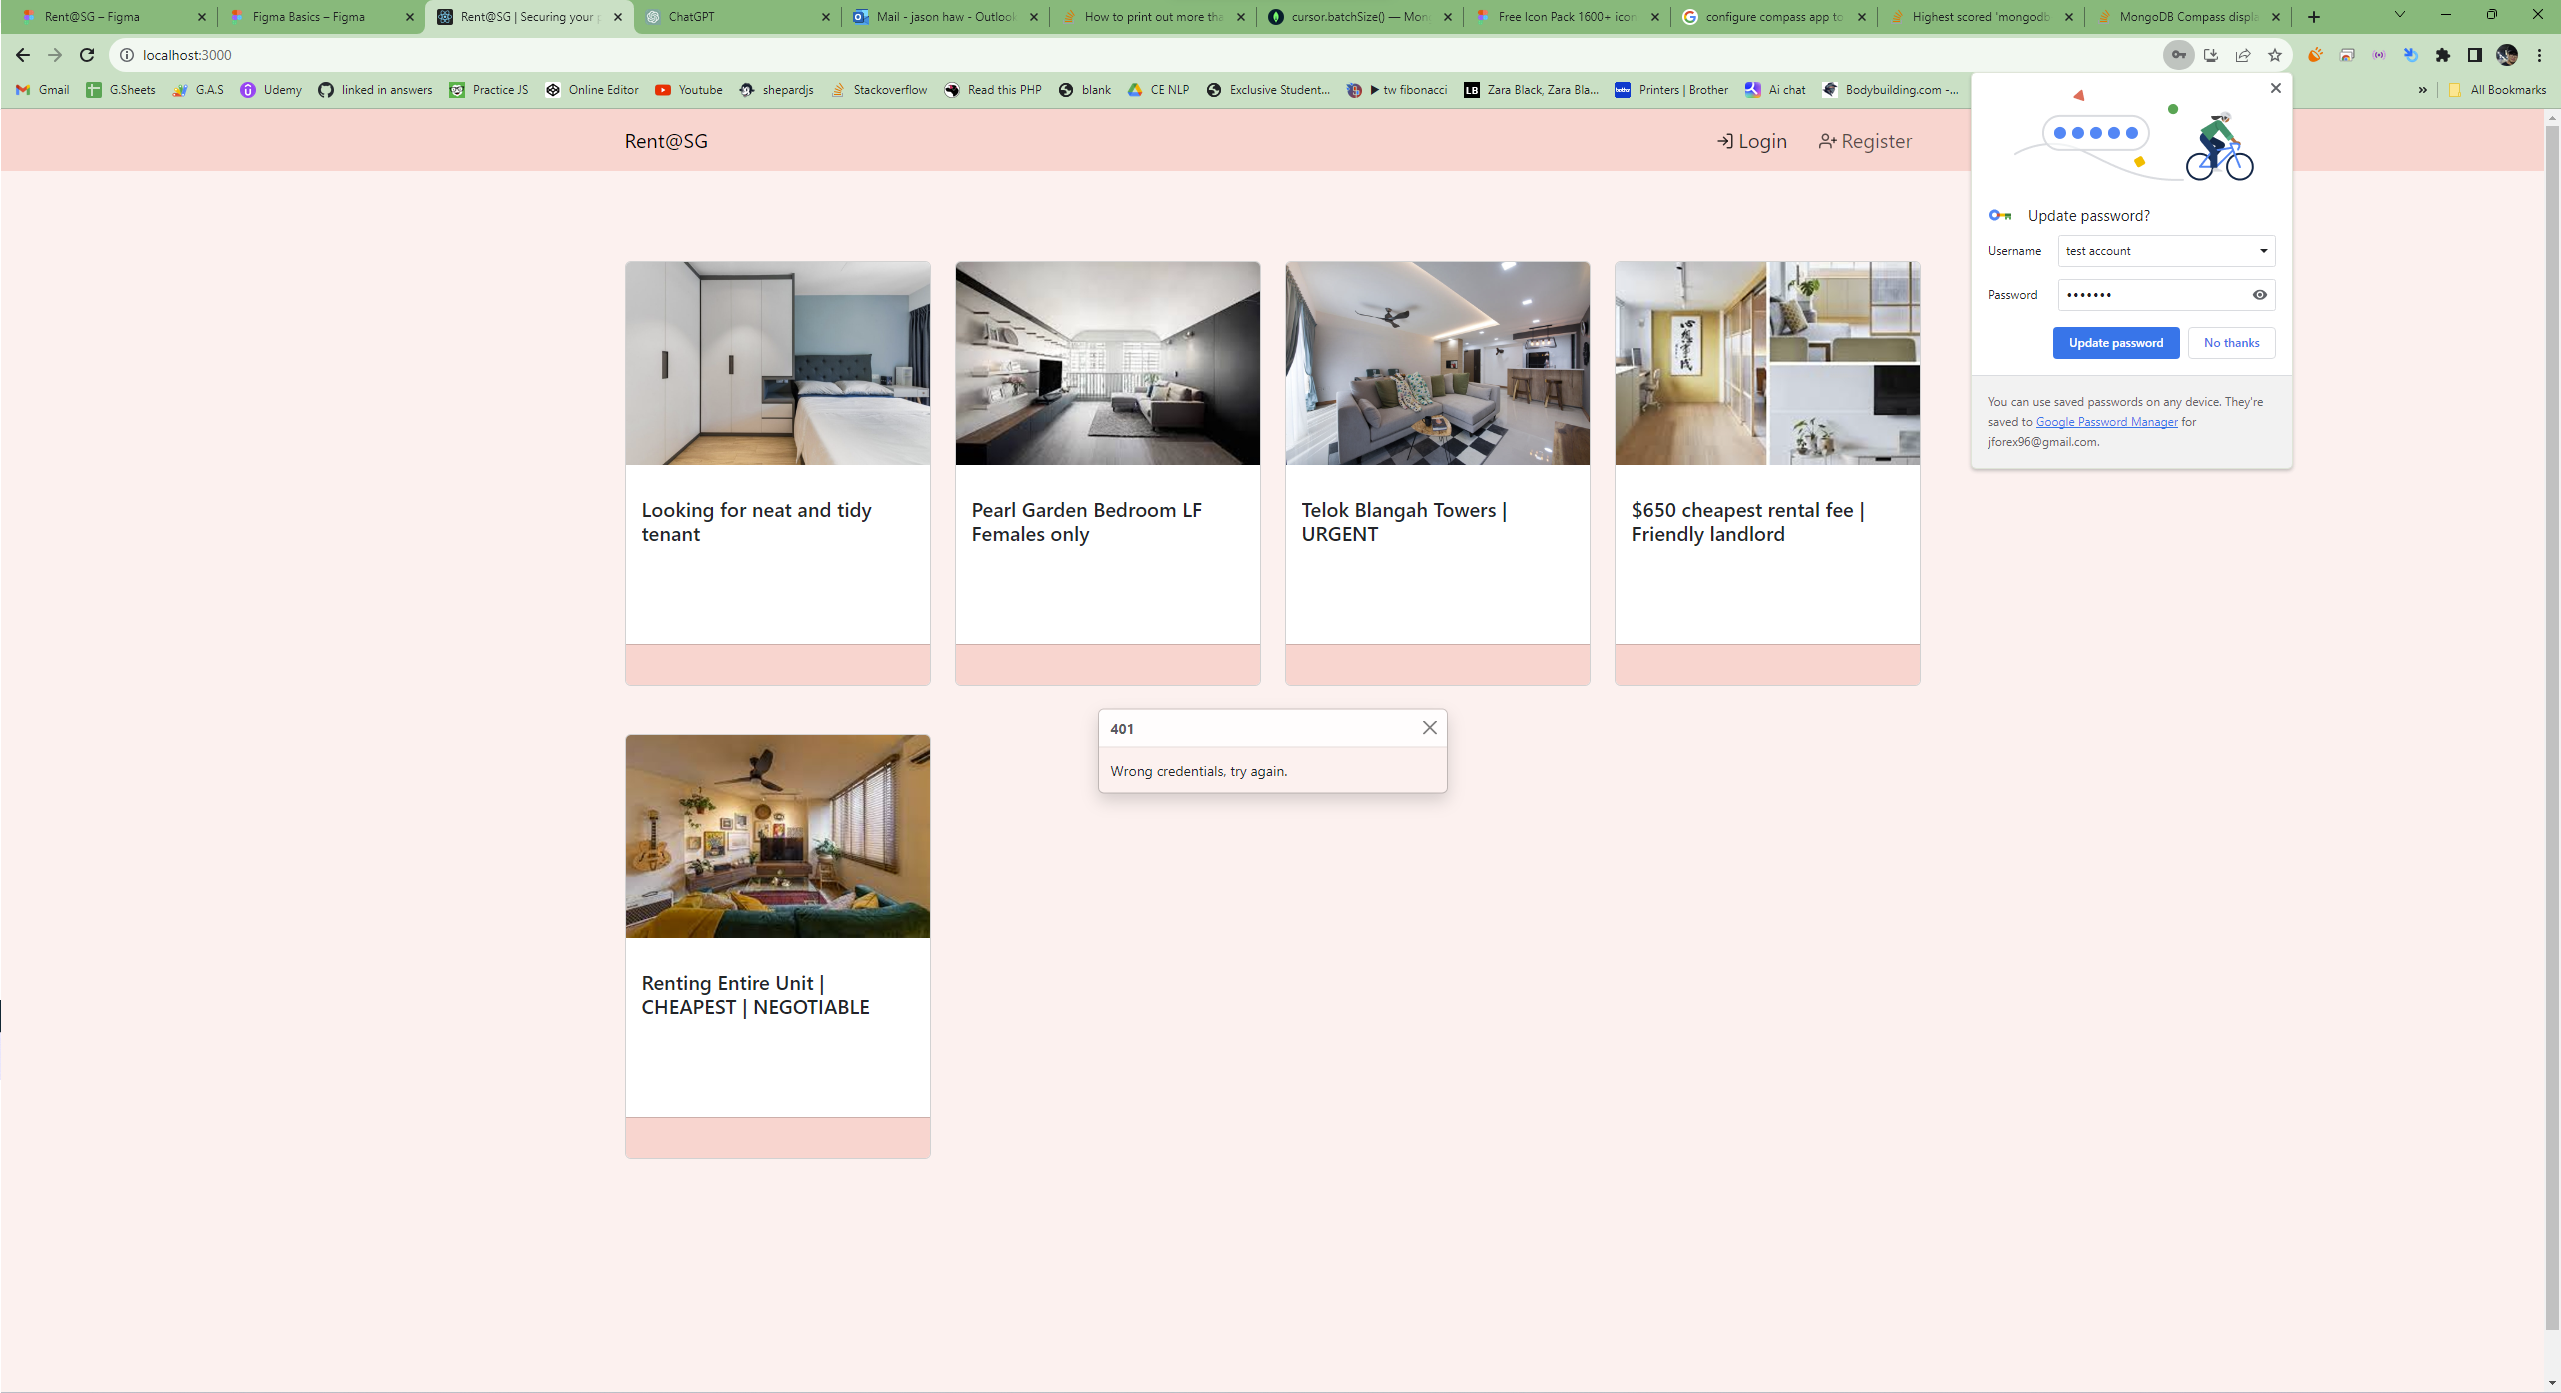 Rent@SG – Figma
Figma Basics – Figma
Rent@SG | Securing your
ChatGPT
Mail - jason haw - Outlook
How to print out more tha
cursor.batchSize() — Mon
Free Icon Pack 1600+ icon
configure compass app to
Highest scored 'mongodb
MongoDB Compass displa
localhost:3000
Gmail
G.Sheets
G.A.S
Udemy
linked in answers
Practice JS
Online Editor
Youtube
shepardjs
Stackoverflow
Read this PHP
blank
CE NLP
Exclusive Student...
▶ tw fibonacci
LB
Zara Black, Zara Bla...
brother
Printers | Brother
Ai chat
Bodybuilding.com -...
»
All Bookmarks
Rent@SG
Login
Register
Update password?
Username
test account
Password
•••••••
Update password
No thanks
You can use saved passwords on any device. They're
saved to Google Password Manager for
jforex96@gmail.com.
心想事成
Looking for neat and tidy
tenant
Pearl Garden Bedroom LF
Females only
Telok Blangah Towers |
URGENT
$650 cheapest rental fee |
Friendly landlord
401
Wrong credentials, try again.
Renting Entire Unit |
CHEAPEST | NEGOTIABLE